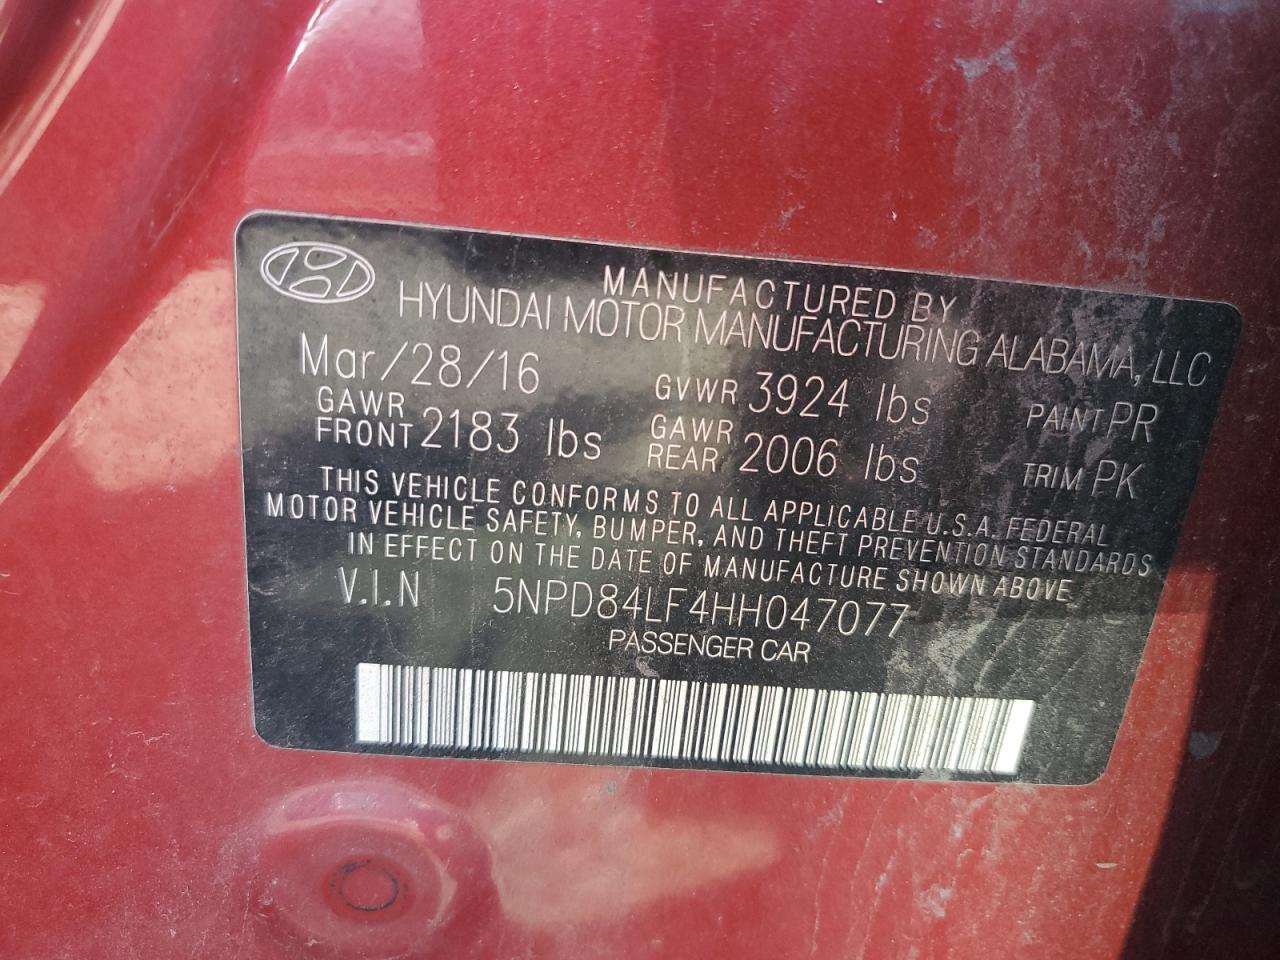 MANUFACTURED BY
HYUNDAI MOTOR MANUFACTURING ALABAMA, LLC
Mar/28/16 GVWR 3924 lbs PAINT PR
GAWR FRONT 2183 lbs GAWR REAR 2006 lbs TRIM PK
THIS VEHICLE CONFORMS TO ALL APPLICABLE U.S.A. FEDERAL
MOTOR VEHICLE SAFETY, BUMPER, AND THEFT PREVENTION STANDARDS
IN EFFECT ON THE DATE OF MANUFACTURE SHOWN ABOVE.
V.I.N 5NPD84LF4HH047077
PASSENGER CAR